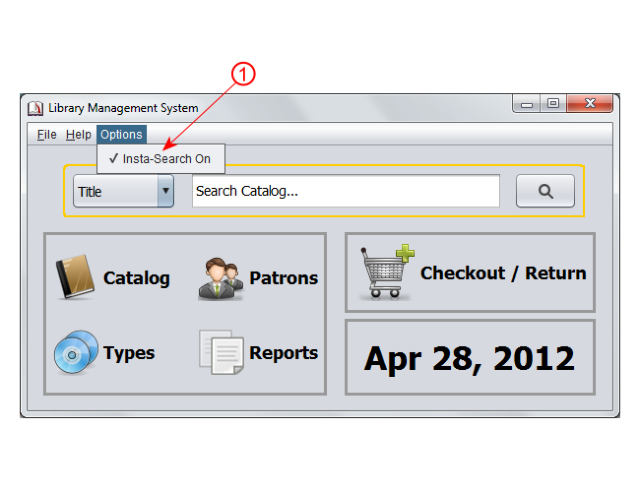 1
Library Management System
File Help Options
✓ Insta-Search On
Title
Search Catalog...
Catalog
Patrons
Checkout / Return
Types
Reports
Apr 28, 2012